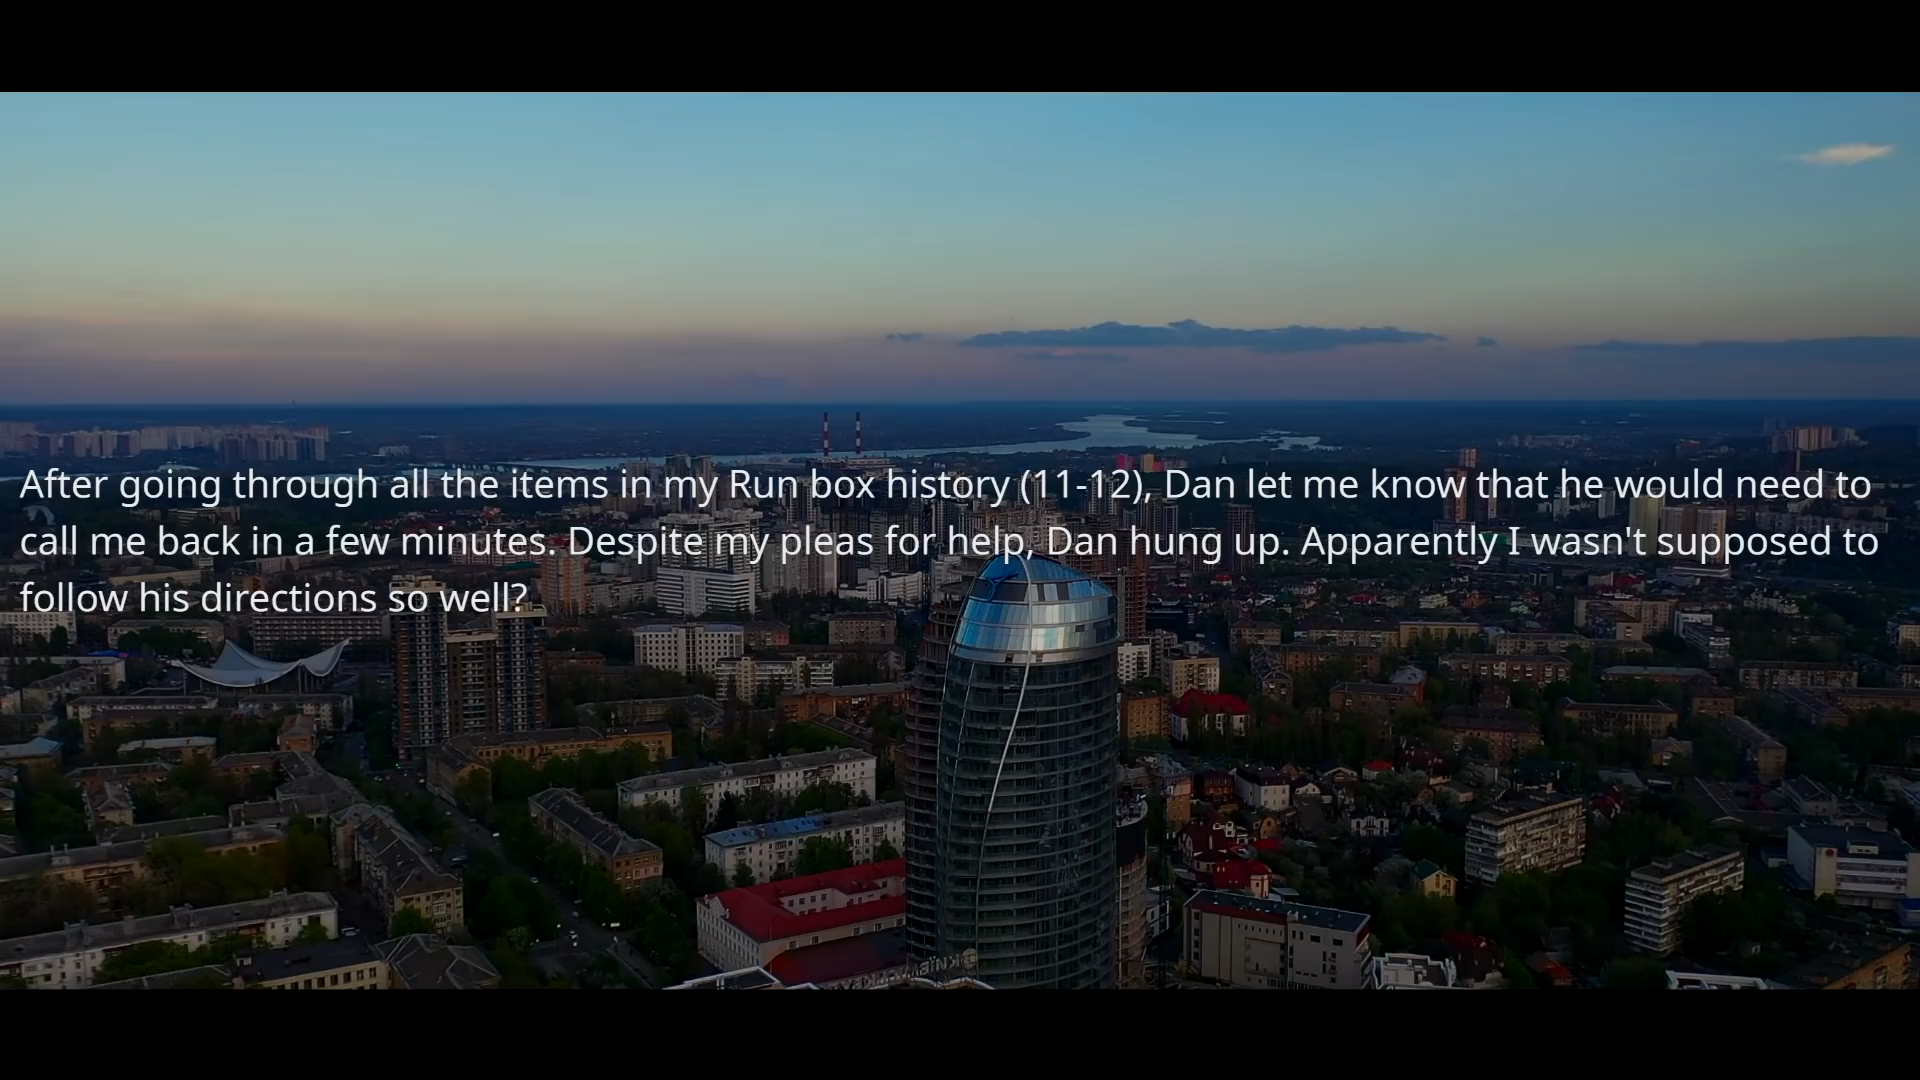 After going through all the items in my Run box history (11-12), Dan let me know that he would need to
call me back in a few minutes. Despite my pleas for help, Dan hung up. Apparently I wasn't supposed to
follow his directions so well?